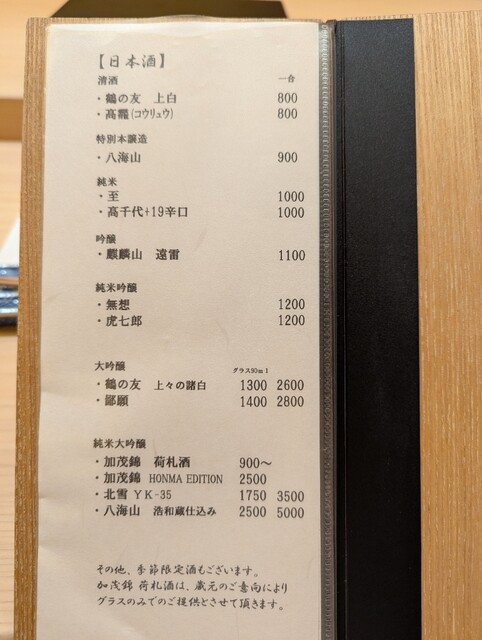 【日本酒】
清酒 一合
・鶴の友 上白 800
・髙龗(コウリュウ) 800
特別本醸造
・八海山 900
純米
・至 1000
・高千代+19辛口 1000
吟醸
・麒麟山 遠雷 1100
純米吟醸
・無想 1200
・虎七郎 1200
大吟醸 グラス90ml
・鶴の友 上々の諸白 1300 2600
・鄙願 1400 2800
純米大吟醸
・加茂錦 荷札酒 900〜
・加茂錦 HONMA EDITION 2500
・北雪 YK-35 1750 3500
・八海山 浩和蔵仕込み 2500 5000
その他、季節限定酒もございます。
加茂錦 荷札酒は、蔵元のご意向により
グラスのみでのご提供とさせて頂きます。